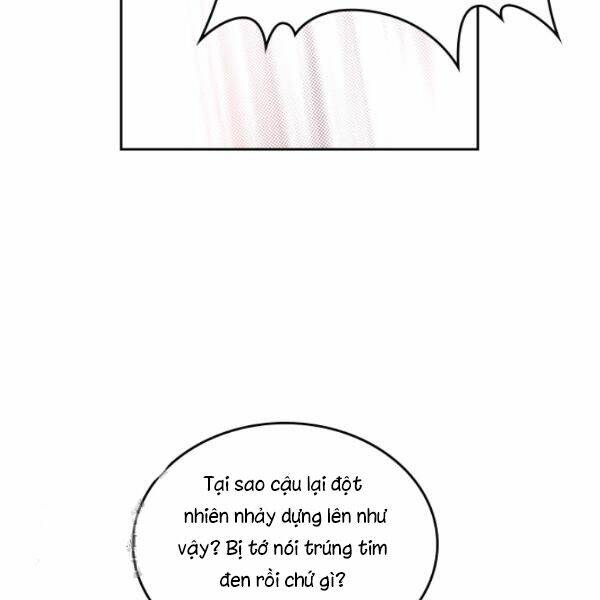 Tại sao cậu lại đột
nhiên nhảy dựng lên như
vậy? Bị tớ nói trúng tim
đen rồi chứ gì?